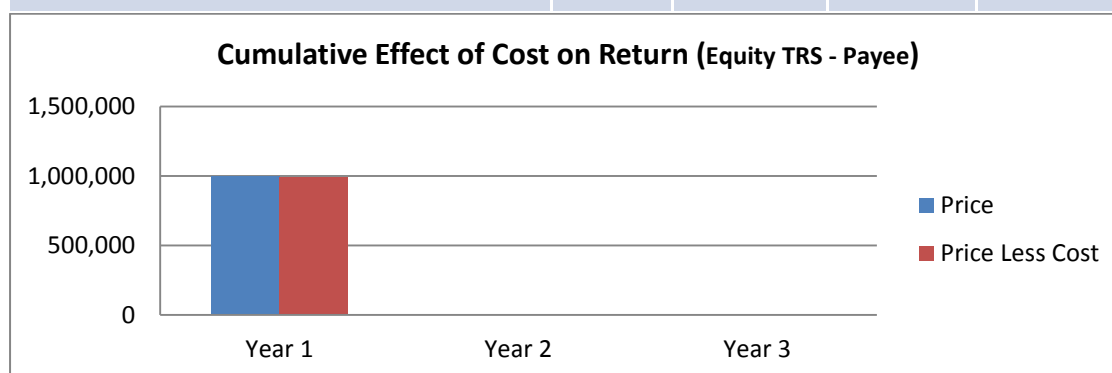 Cumulative Effect of Cost on Return (Equity TRS - Payee)
1,500,000
1,000,000
500,000
0
Year 1 Year 2 Year 3
Price
Price Less Cost